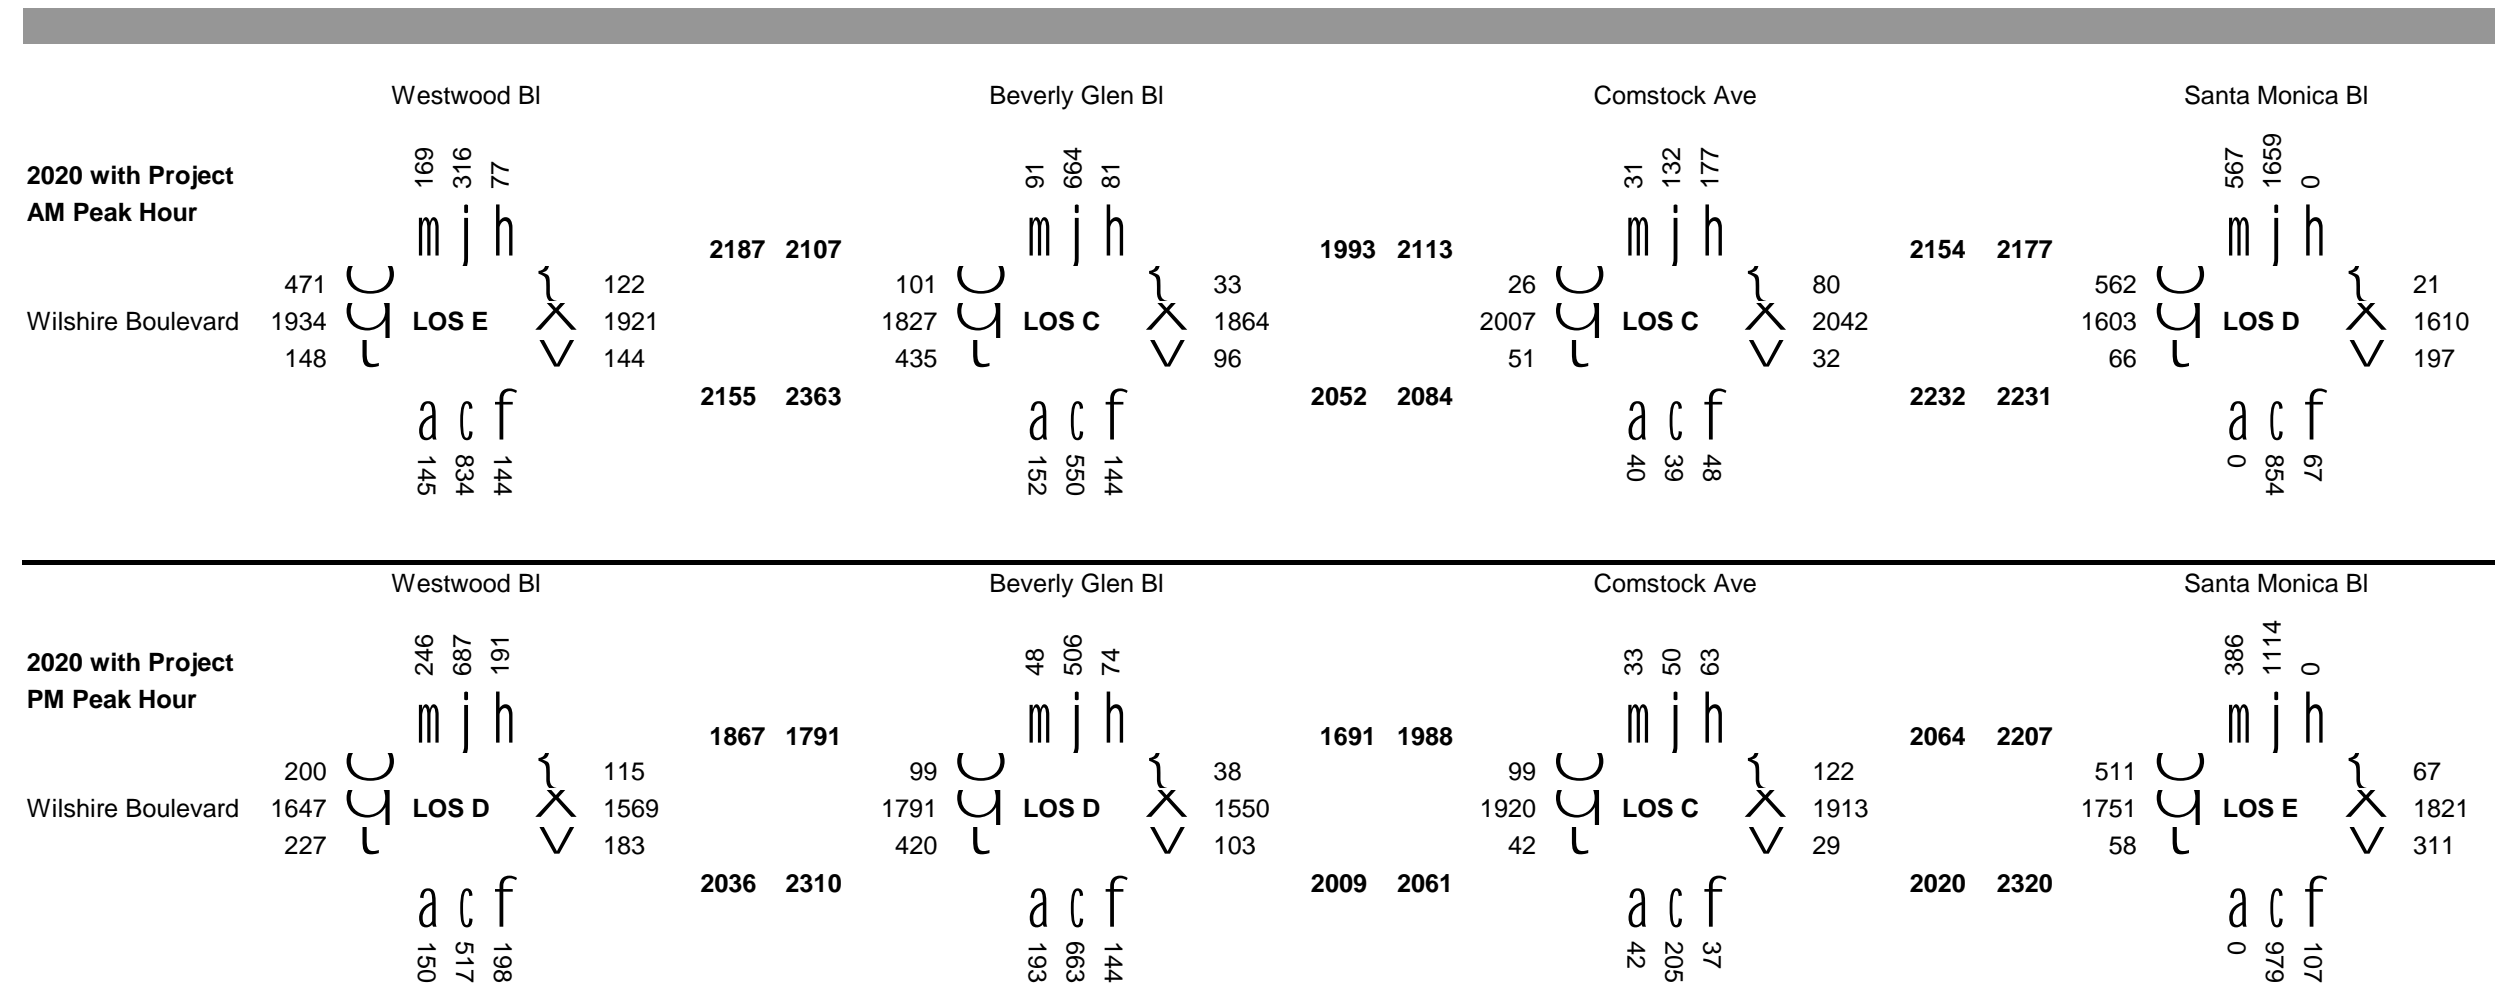 Westwood Bl Beverly Glen Bl Comstock Ave Santa Monica Bl
169 316 77 91 664 81 31 132 177 567 1659 0
2020 with Project
AM Peak Hour
m j h m j h m j h m j h
2187 2107 1993 2113 2154 2177
471 122 101 33 26 80 562 21
Wilshire Boulevard 1934 LOS E 1921 1827 LOS C 1864 2007 LOS C 2042 1603 LOS D 1610
148 144 435 96 51 32 66 197
2155 2363 2052 2084 2232 2231
a c f a c f a c f a c f
145 834 144 152 550 144 40 39 48 0 854 67
Westwood Bl Beverly Glen Bl Comstock Ave Santa Monica Bl
246 687 191 48 506 74 33 50 63 386 1114 0
2020 with Project
PM Peak Hour
m j h m j h m j h m j h
1867 1791 1691 1988 2064 2207
200 115 99 38 99 122 511 67
Wilshire Boulevard 1647 LOS D 1569 1791 LOS D 1550 1920 LOS C 1913 1751 LOS E 1821
227 183 420 103 42 29 58 311
2036 2310 2009 2061 2020 2320
a c f a c f a c f a c f
150 517 198 193 663 144 42 205 37 0 979 107